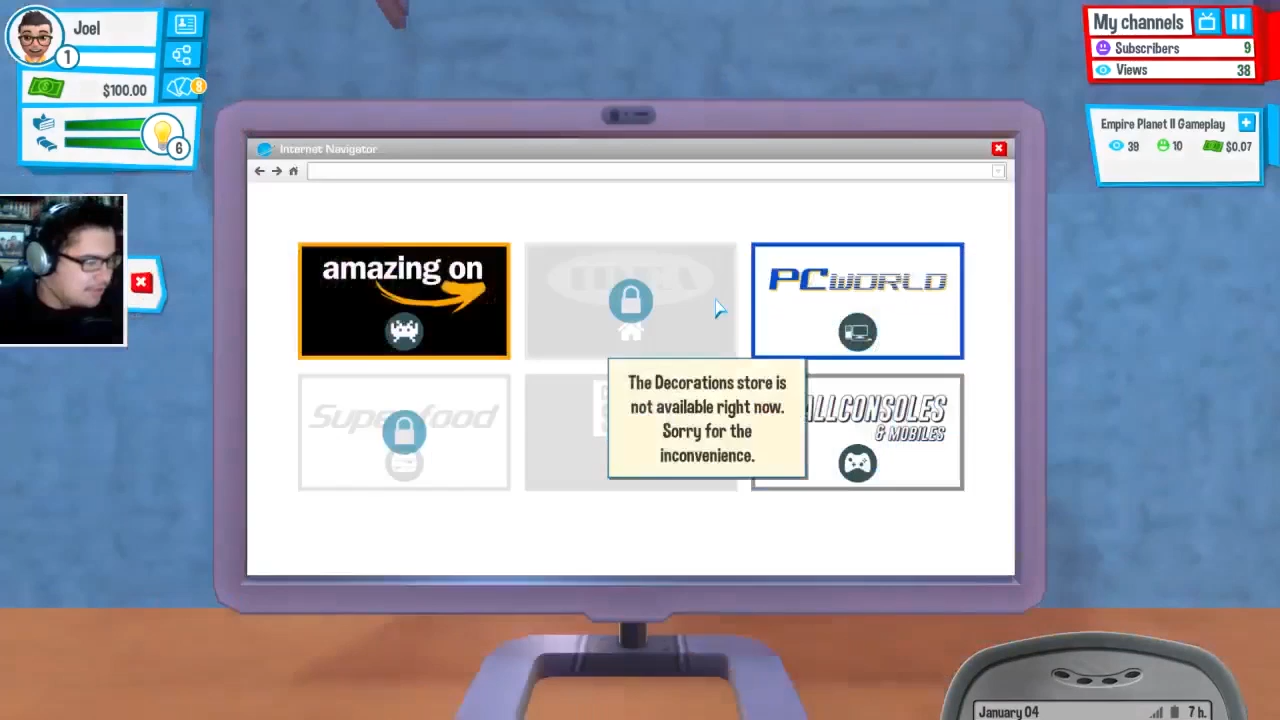 Joel
1
$100.00
8
6
My channels
Subscribers 9
Views 38
Empire Planet II Gameplay
39 10 $0.07
Internet Navigator
amazing on
PCWORLD
The Decorations store is
not available right now.
Sorry for the
inconvenience.
ALLCONSOLES
& MOBILES
January 04 7 h.